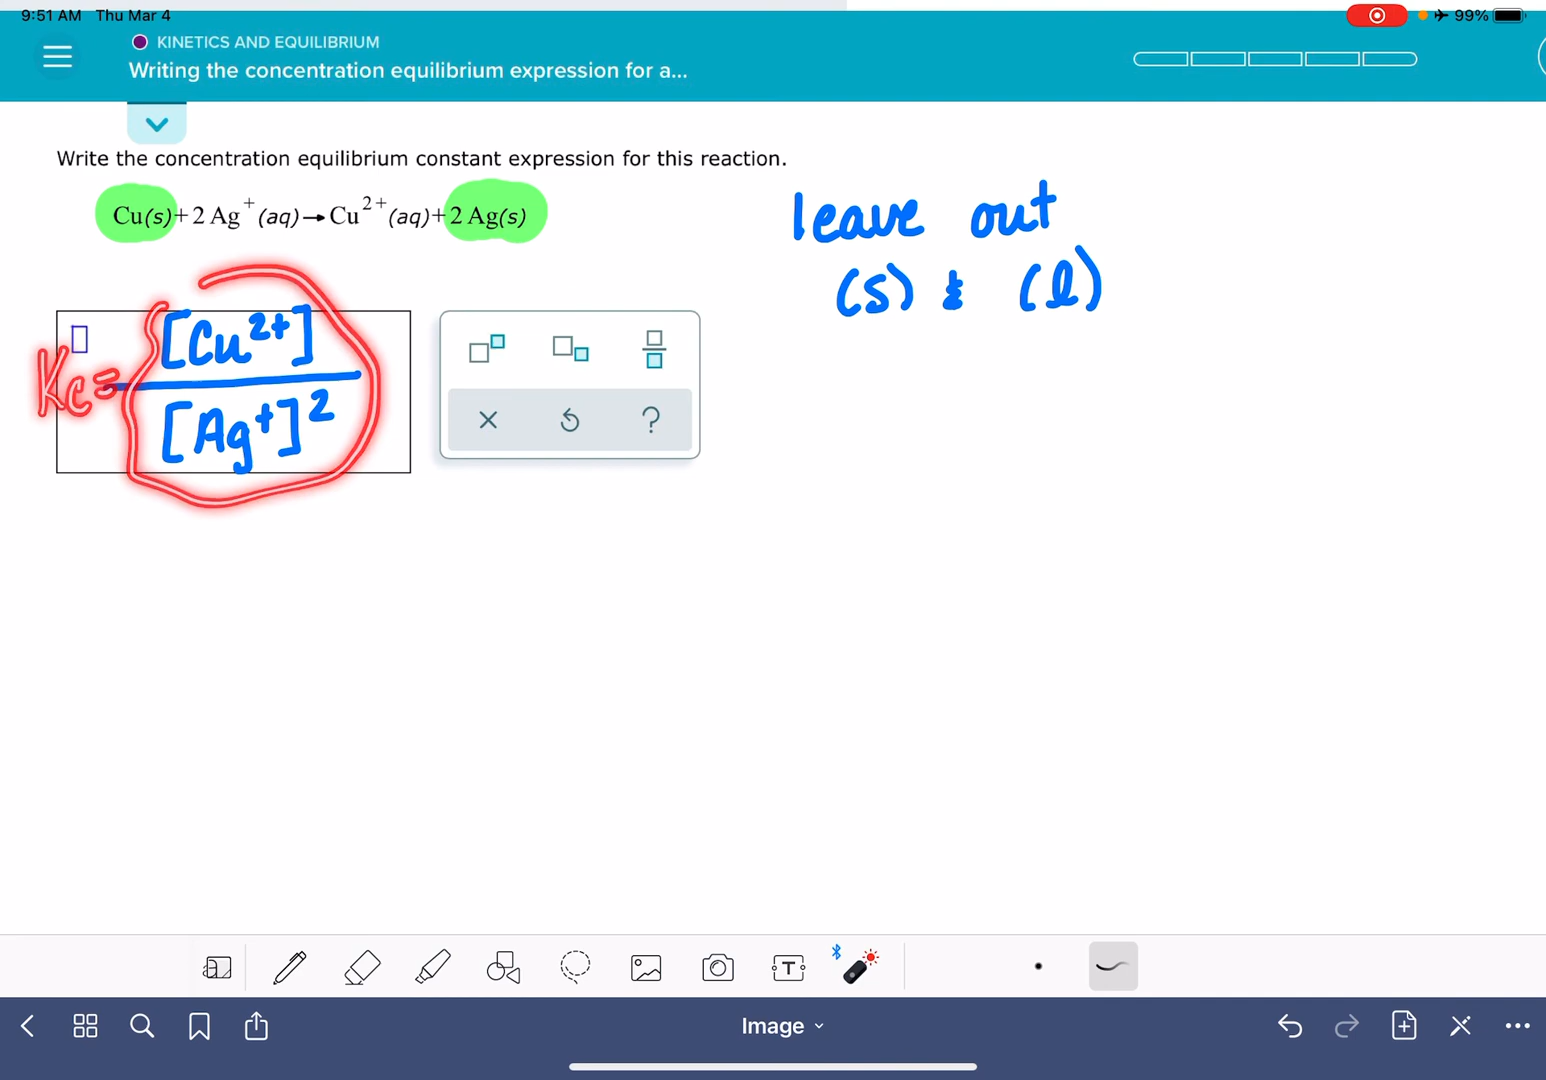 9:51 AM Thu Mar 4
99%
KINETICS AND EQUILIBRIUM
Writing the concentration equilibrium expression for a...
Write the concentration equilibrium constant expression for this reaction.
Cu(s)+2 Ag⁺(aq)→Cu²⁺(aq)+2 Ag(s)
leave out
(s) & (l)
Kc= [Cu²⁺]
[Ag⁺]²
?
T
Image